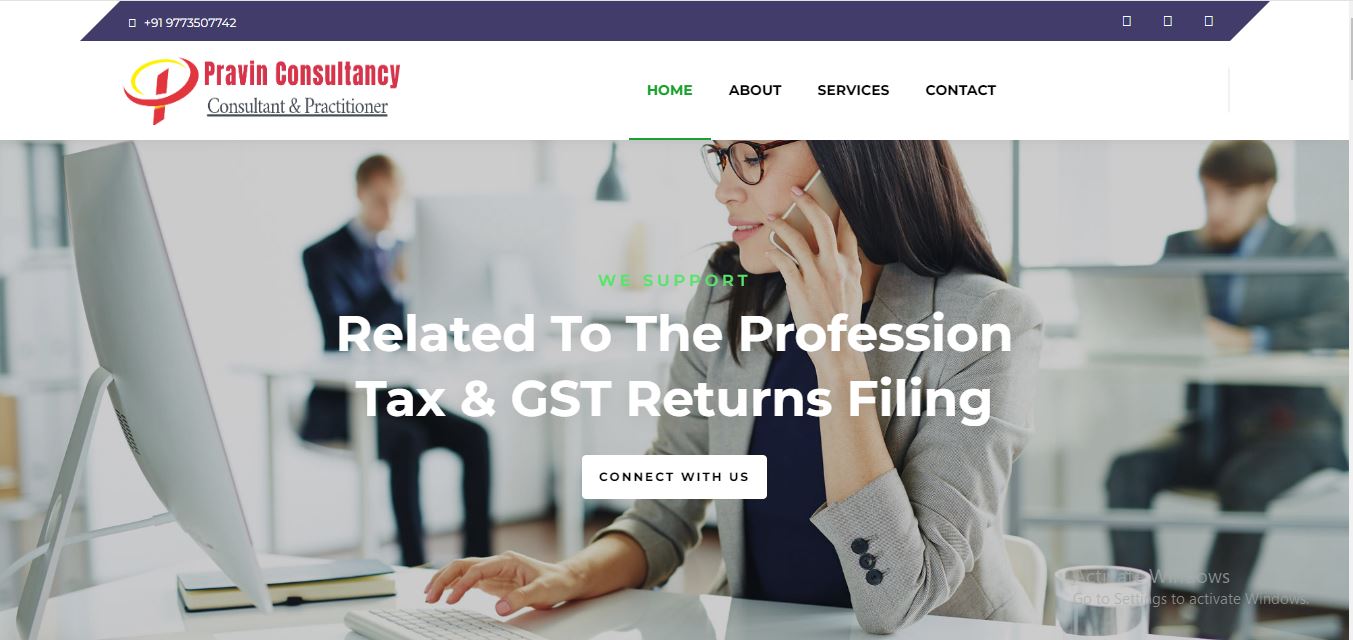 +91 9773507742
Pravin Consultancy
Consultant & Practitioner
HOME ABOUT SERVICES CONTACT
WE SUPPORT
Related To The Profession
Tax & GST Returns Filing
CONNECT WITH US
Activate Windows
Go to Settings to activate Windows.